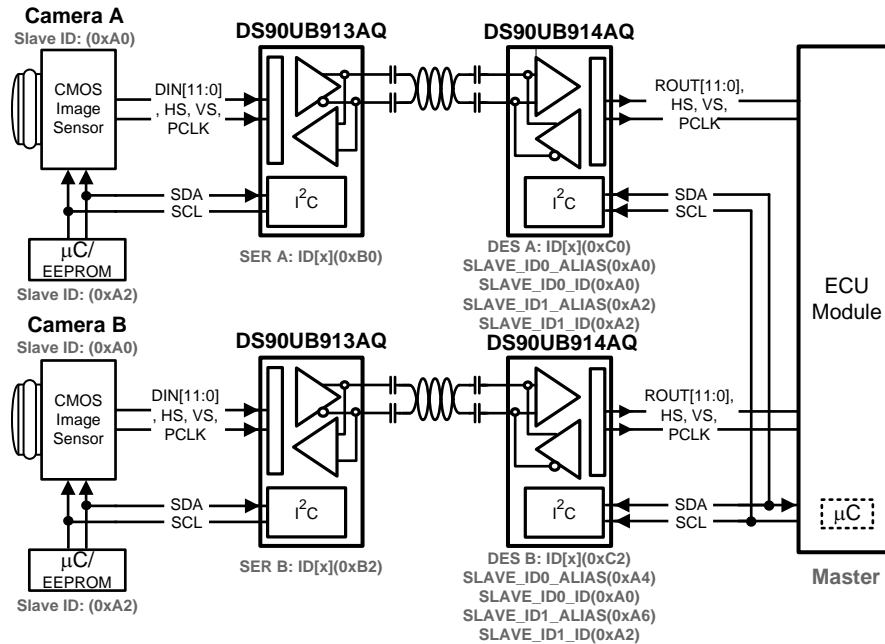 Camera A
Slave ID: (0xA0)
CMOS
Image
Sensor
DIN[11:0]
, HS, VS,
PCLK
SDA
SCL
µC/
EEPROM
Slave ID: (0xA2)
DS90UB913AQ
I²C
SER A: ID[x](0xB0)
DS90UB914AQ
I²C
DES A: ID[x](0xC0)
SLAVE_ID0_ALIAS(0xA0)
SLAVE_ID0_ID(0xA0)
SLAVE_ID1_ALIAS(0xA2)
SLAVE_ID1_ID(0xA2)
ROUT[11:0],
HS, VS,
PCLK
SDA
SCL
ECU
Module
Camera B
Slave ID: (0xA0)
CMOS
Image
Sensor
DIN[11:0]
, HS, VS,
PCLK
SDA
SCL
µC/
EEPROM
Slave ID: (0xA2)
DS90UB913AQ
I²C
SER B: ID[x](0xB2)
DS90UB914AQ
I²C
DES B: ID[x](0xC2)
SLAVE_ID0_ALIAS(0xA4)
SLAVE_ID0_ID(0xA0)
SLAVE_ID1_ALIAS(0xA6)
SLAVE_ID1_ID(0xA2)
ROUT[11:0],
HS, VS,
PCLK
SDA
SCL
µC
Master